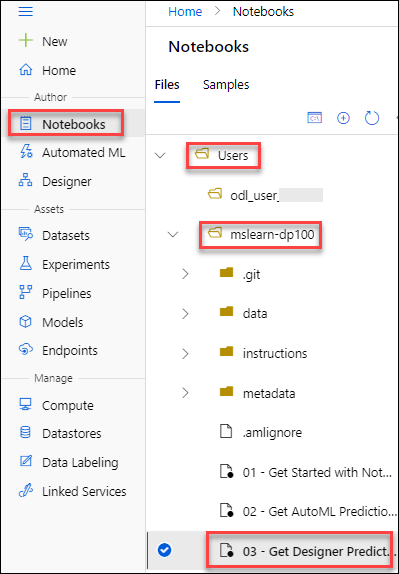 New
Home
Author
Notebooks
Automated ML
Designer
Assets
Datasets
Experiments
Pipelines
Models
Endpoints
Manage
Compute
Datastores
Data Labeling
Linked Services
Home > Notebooks
Notebooks
Files Samples
Users
odl_user_
mslearn-dp100
.git
data
instructions
metadata
.amlignore
01 - Get Started with Not...
02 - Get AutoML Predictio...
03 - Get Designer Predict...